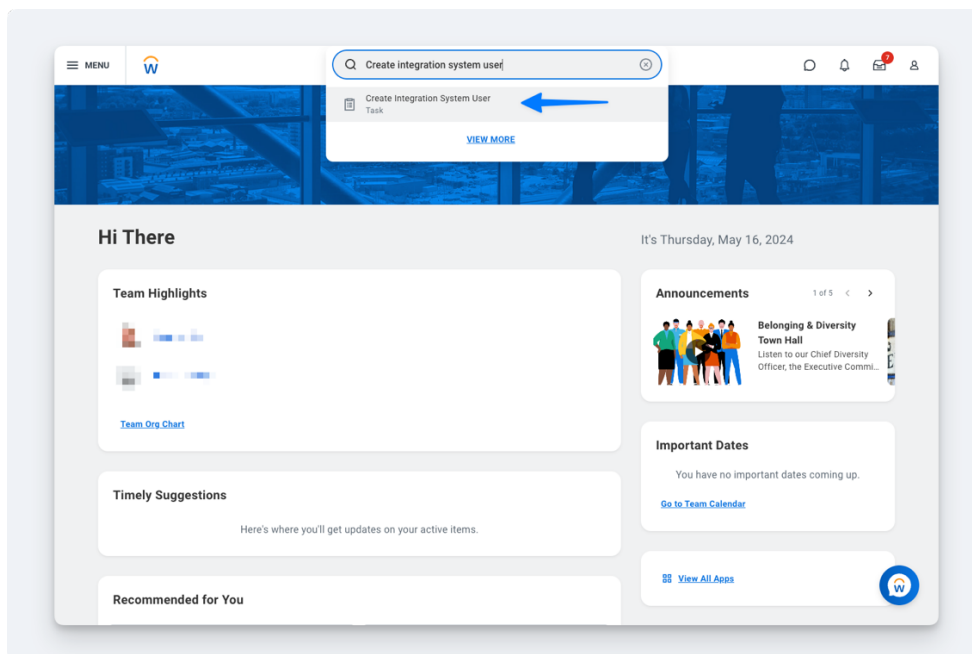 MENU
W
Create integration system user
7
Create Integration System User
Task
VIEW MORE
Hi There
It's Thursday, May 16, 2024
Team Highlights
Team Org Chart
Announcements
1 of 5
Belonging & Diversity
Town Hall
Listen to our Chief Diversity
Officer, the Executive Commi...
Important Dates
You have no important dates coming up.
Go to Team Calendar
Timely Suggestions
Here's where you'll get updates on your active items.
View All Apps
W
Recommended for You